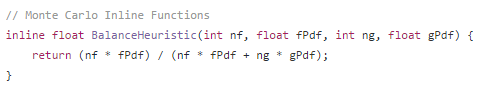 // Monte Carlo Inline Functions
inline float BalanceHeuristic(int nf, float fPdf, int ng, float gPdf) {
    return (nf * fPdf) / (nf * fPdf + ng * gPdf);
}